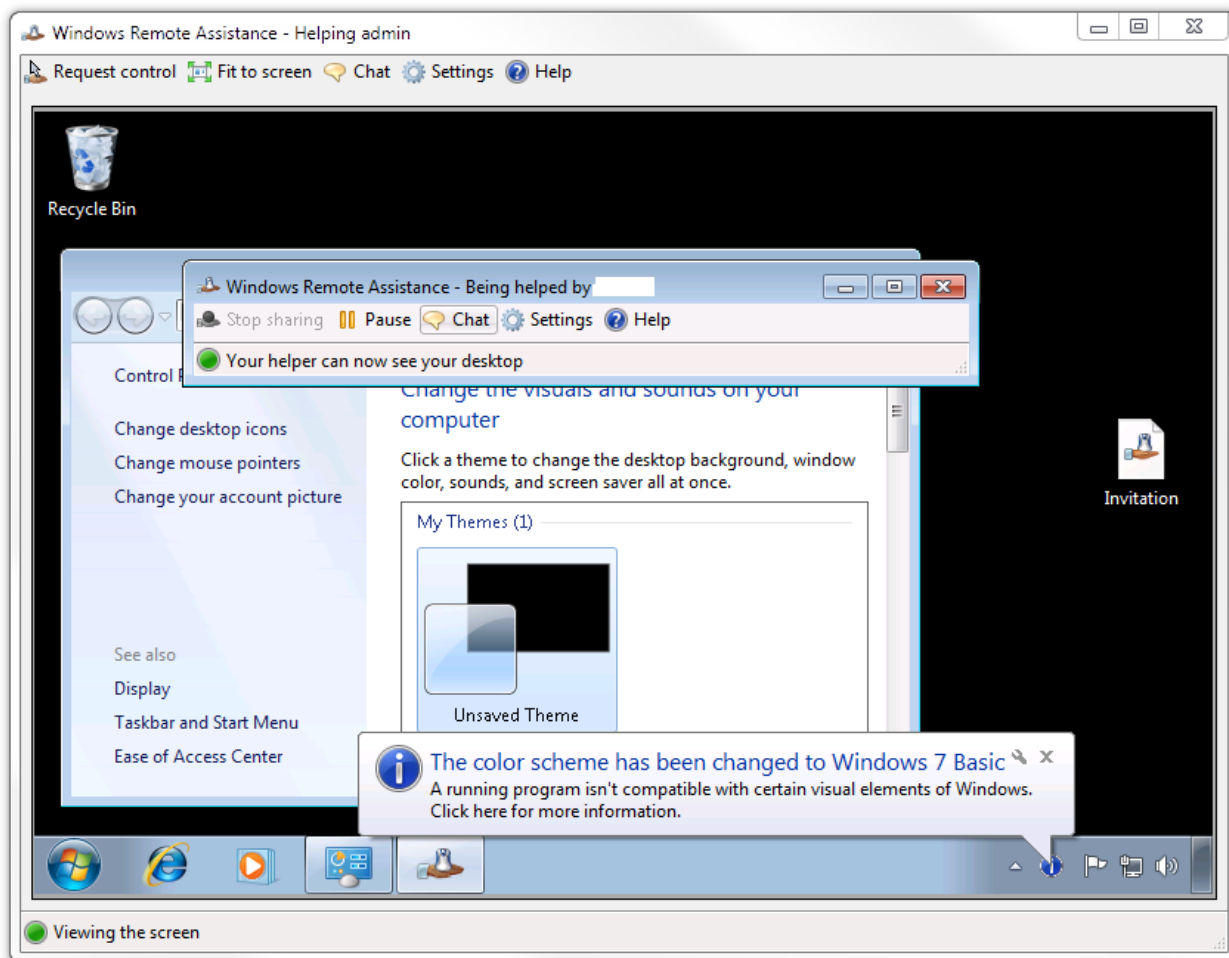 Windows Remote Assistance - Helping admin
Request control Fit to screen Chat Settings Help
Recycle Bin
Windows Remote Assistance - Being helped by
Stop sharing Pause Chat Settings Help
Your helper can now see your desktop
Control
Change desktop icons
Change mouse pointers
Change your account picture
See also
Display
Taskbar and Start Menu
Ease of Access Center
Change the visuals and sounds on your
computer
Click a theme to change the desktop background, window
color, sounds, and screen saver all at once.
My Themes (1)
Unsaved Theme
Invitation
The color scheme has been changed to Windows 7 Basic
A running program isn't compatible with certain visual elements of Windows.
Click here for more information.
Viewing the screen